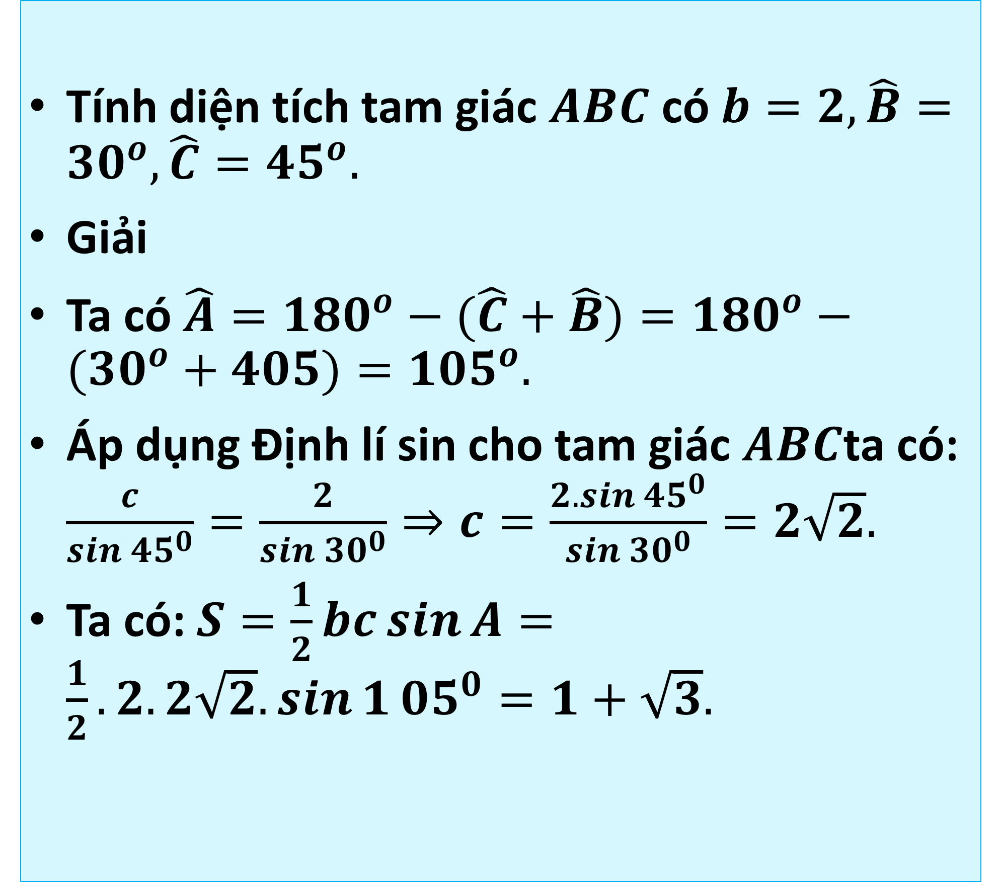 • Tính diện tích tam giác $ABC$ có $b = 2, \widehat{B} =$
$30^o, \widehat{C} = 45^o$.
• Giải
• Ta có $\widehat{A} = 180^o - (\widehat{C} + \widehat{B}) = 180^o -$
$(30^o + 405) = 105^o$.
• Áp dụng Định lí sin cho tam giác $ABC$ta có:
$\frac{c}{sin 45^0} = \frac{2}{sin 30^0} \Rightarrow c = \frac{2.sin 45^0}{sin 30^0} = 2\sqrt{2}$.
• Ta có: $S = \frac{1}{2} bc sin A =$
$\frac{1}{2} . 2. 2\sqrt{2}. sin 1 05^0 = 1 + \sqrt{3}$.